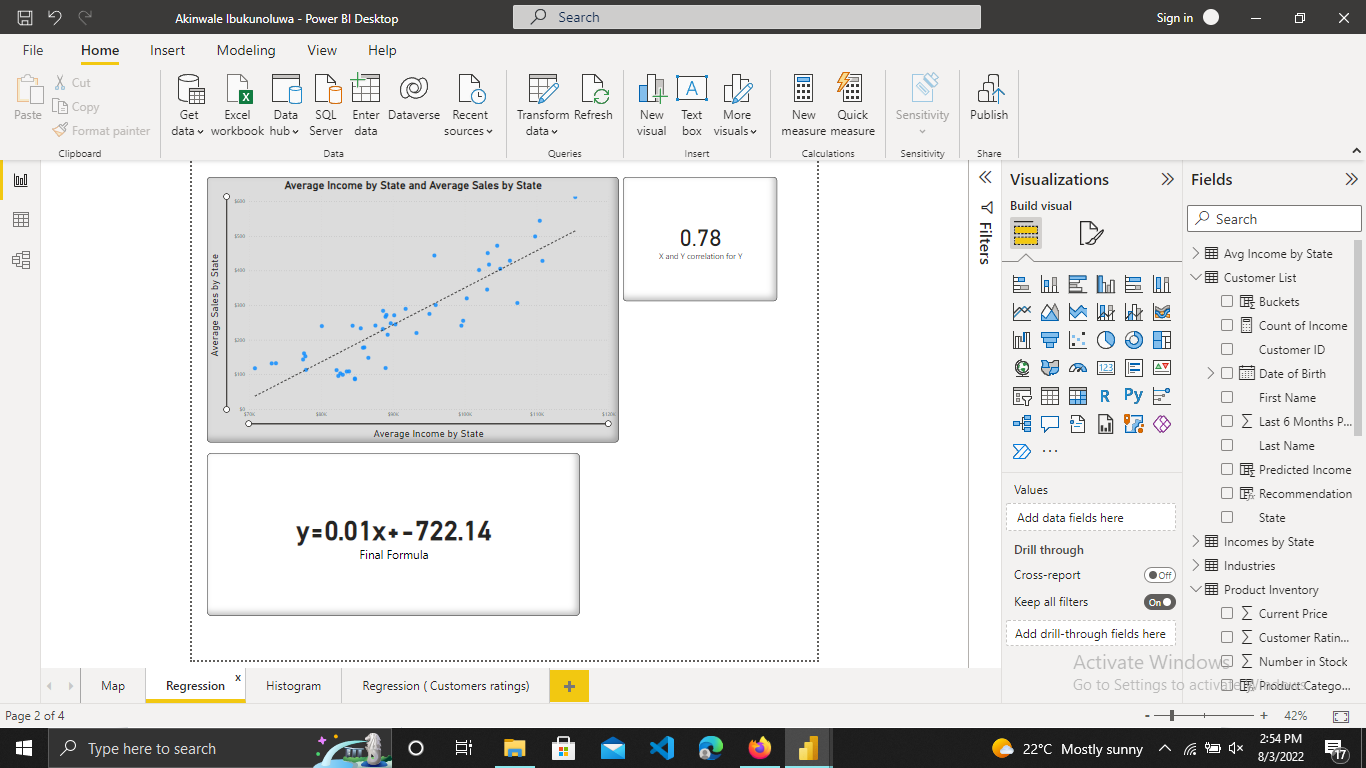 Akinwale Ibukunoluwa - Power BI Desktop
Search
Sign in
File Home Insert Modeling View Help
Paste
Cut
Copy
Format painter
Clipboard
Get data
Excel workbook
Data hub
SQL Server
Enter data
Dataverse
Recent sources
Data
Transform data
Refresh
Queries
New visual
Text box
More visuals
Insert
New measure
Quick measure
Calculations
Sensitivity
Sensitivity
Publish
Share
Average Income by State and Average Sales by State
Average Sales by State
$600
$500
$400
$300
$200
$100
$0
$70K $80K $90K $100K $110K $120K
Average Income by State
0.78
X and Y correlation for Y
y=0.01x+-722.14
Final Formula
Filters
Visualizations
Build visual
123
R Py
Values
Add data fields here
Drill through
Cross-report
Off
Keep all filters
On
Add drill-through fields here
Fields
Search
Avg Income by State
Customer List
Buckets
Count of Income
Customer ID
Date of Birth
First Name
Last 6 Months P...
Last Name
Predicted Income
Recommendation
State
Incomes by State
Industries
Product Inventory
Current Price
Customer Ratin...
Number in Stock
Product Catego...
Activate Windows
Go to Settings to activate Windows.
Map
Regression
x
Histogram
Regression ( Customers ratings)
+
Page 2 of 4
- + 42%
Type here to search
22°C Mostly sunny
2:54 PM
8/3/2022
17